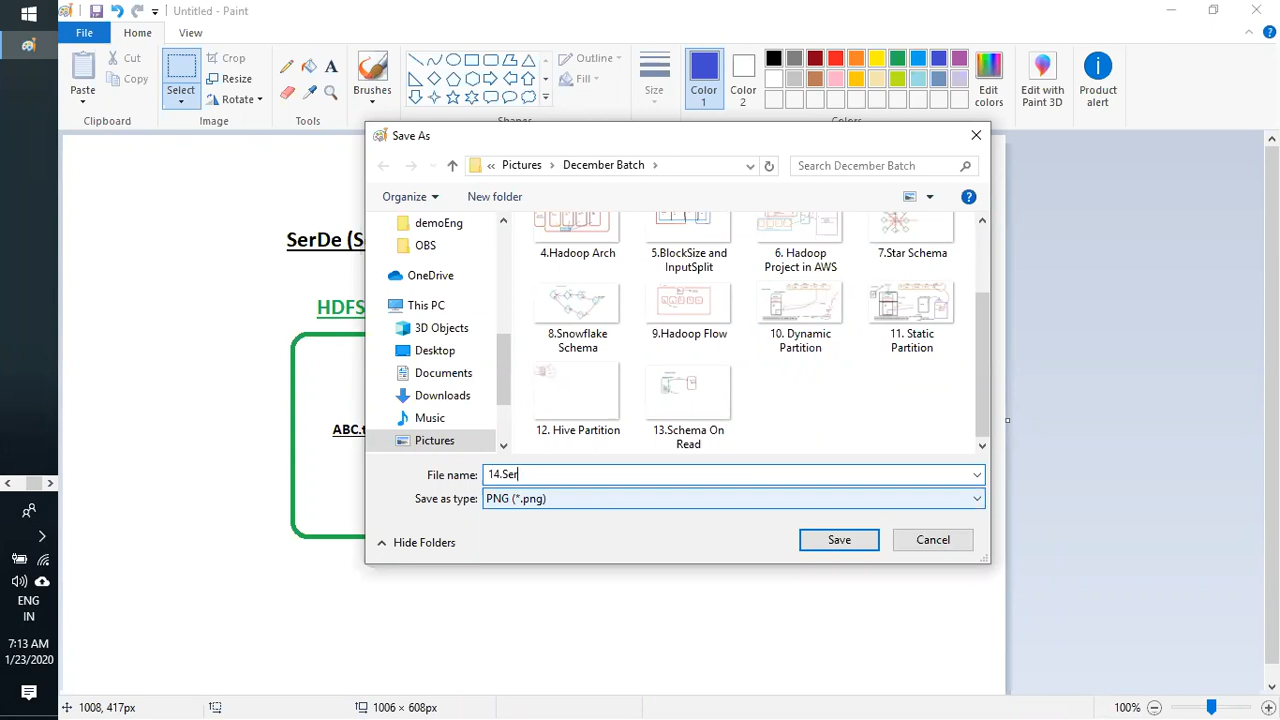 Untitled - Paint
File
Home
View
Paste
Cut
Copy
Clipboard
Select
Crop
Resize
Rotate
Image
Tools
Brushes
Outline
Fill
Shapes
Size
Color 1
Color 2
Edit colors
Colors
Edit with Paint 3D
Product alert
Save As
« Pictures > December Batch >
Search December Batch
Organize
New folder
demoEng
OBS
OneDrive
This PC
3D Objects
Desktop
Documents
Downloads
Music
Pictures
4.Hadoop Arch
5.BlockSize and InputSplit
6. Hadoop Project in AWS
7.Star Schema
8.Snowflake Schema
9.Hadoop Flow
10. Dynamic Partition
11. Static Partition
12. Hive Partition
13.Schema On Read
File name: 14.Ser
Save as type: PNG (*.png)
Hide Folders
Save
Cancel
SerDe (S
HDFS
ABC.t
ENG
IN
7:13 AM
1/23/2020
1008, 417px
1006 × 608px
100%